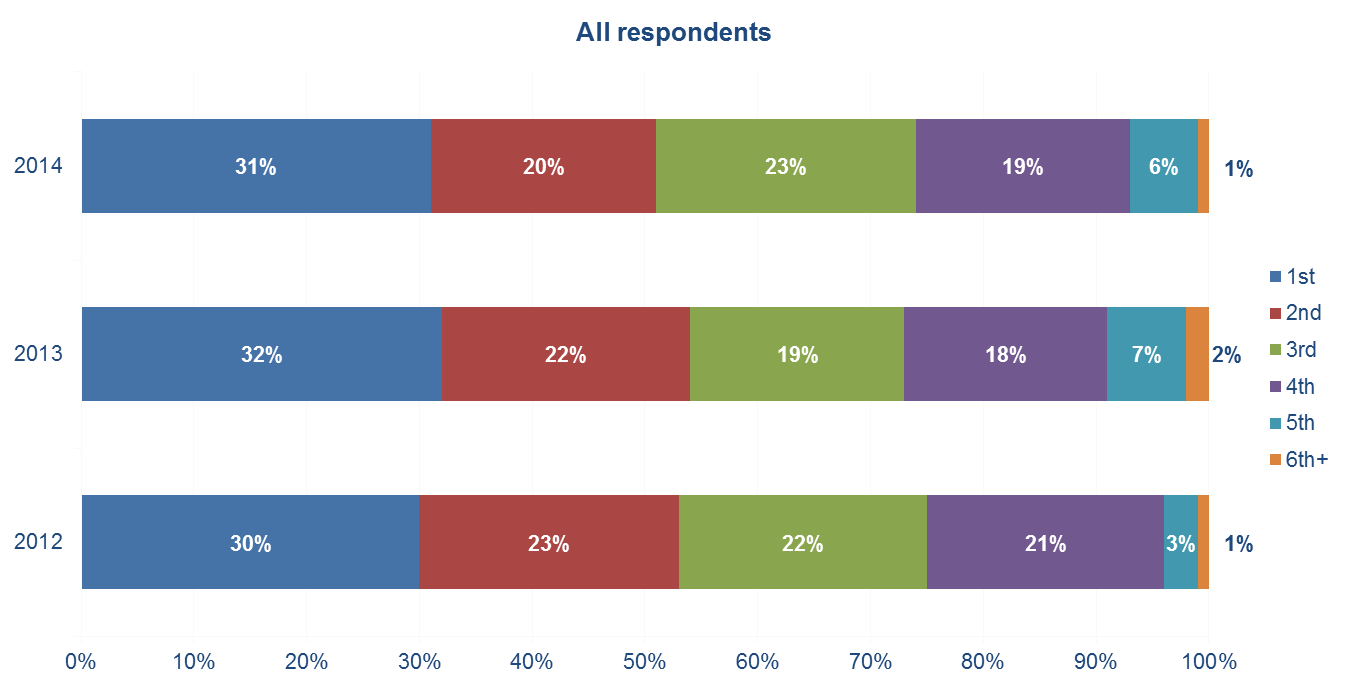 All respondents
2014 31% 20% 23% 19% 6% 1%
2013 32% 22% 19% 18% 7% 2%
2012 30% 23% 22% 21% 3% 1%
0% 10% 20% 30% 40% 50% 60% 70% 80% 90% 100%
1st
2nd
3rd
4th
5th
6th+